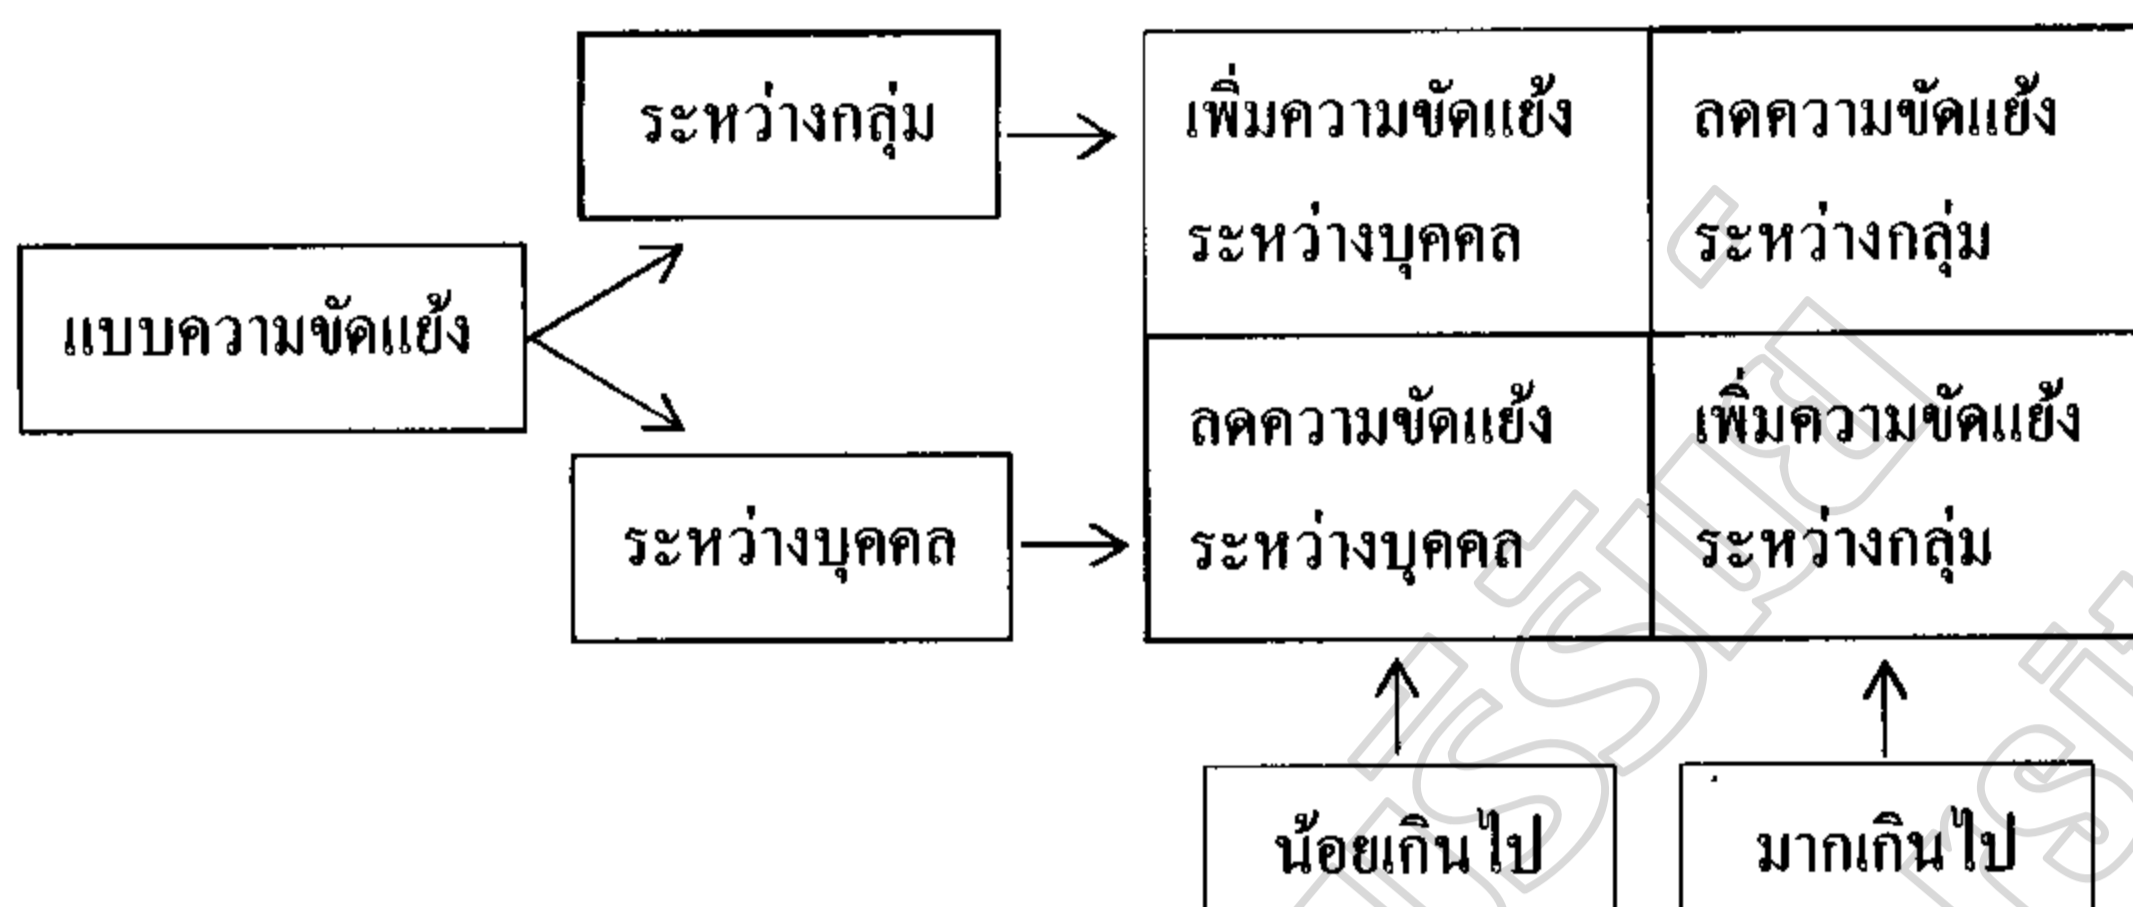 ระหว่างกลุ่ม
เพิ่มความขัดแย้ง
ระหว่างบุคคล
ลดความขัดแย้ง
ระหว่างกลุ่ม
แบบความขัดแย้ง
ระหว่างบุคคล
ลดความขัดแย้ง
ระหว่างบุคคล
เพิ่มความขัดแย้ง
ระหว่างกลุ่ม
น้อยเกินไป
มากเกินไป